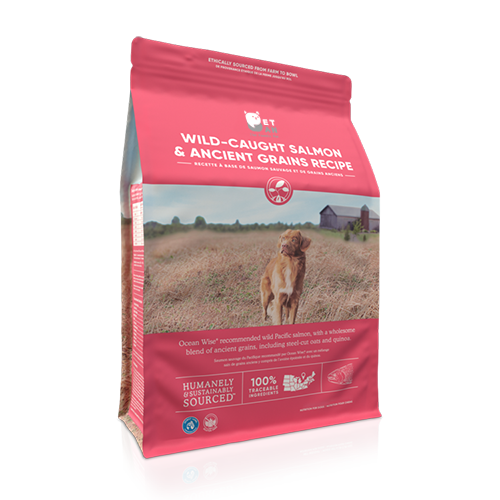 ETHICALLY SOURCED FROM FARM TO BOWL
WILD-CAUGHT SALMON
& ANCIENT GRAINS RECIPE
RECETTE À BASE DE SAUMON SAUVAGE ET DE GRAINS ANCIENS
Ocean Wise® recommended wild Pacific salmon, with a wholesome
blend of ancient grains, including steel-cut oats and quinoa.
HUMANELY
& SUSTAINABLY
SOURCED™
100%
TRACEABLE
INGREDIENTS